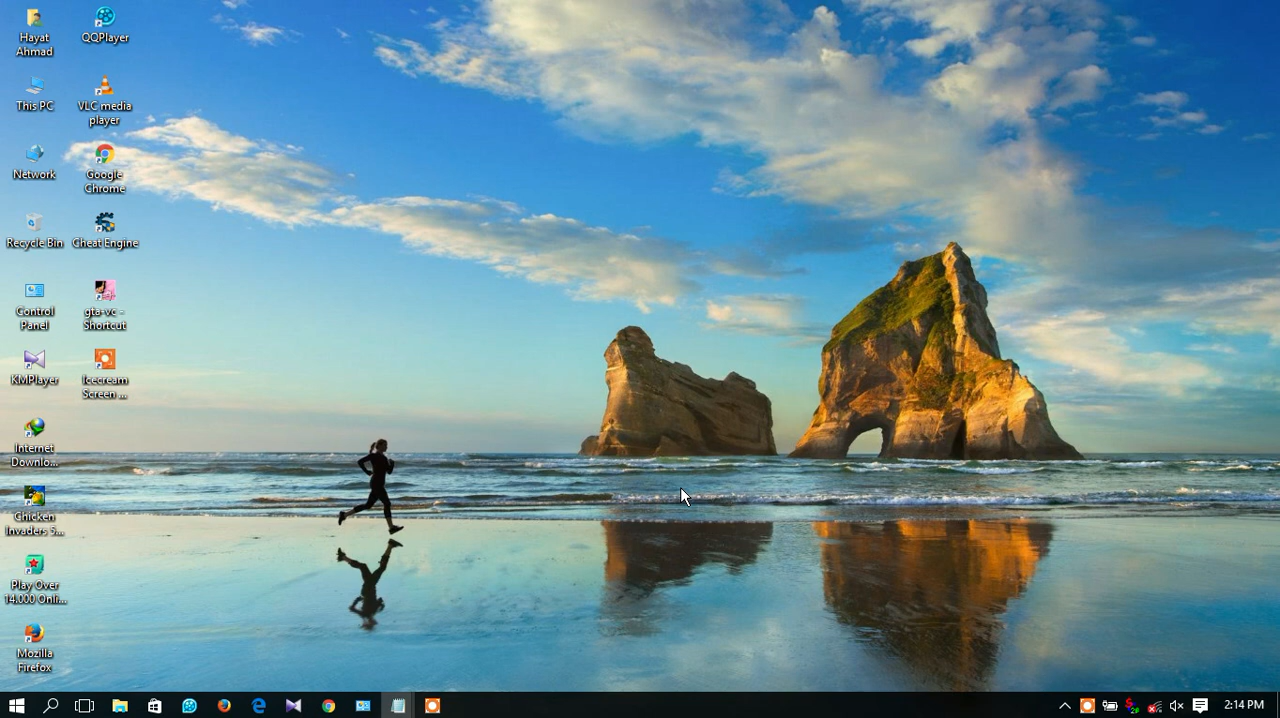 Hayat
Ahmad
This PC
Network
Recycle Bin
Control
Panel
KMPlayer
Internet
Downlo...
Chicken
Invaders 5...
Play Over
14.000 Onli...
Mozilla
Firefox
QQPlayer
VLC media
player
Google
Chrome
Cheat Engine
gta-vc -
Shortcut
Icecream
Screen ...
2:14 PM